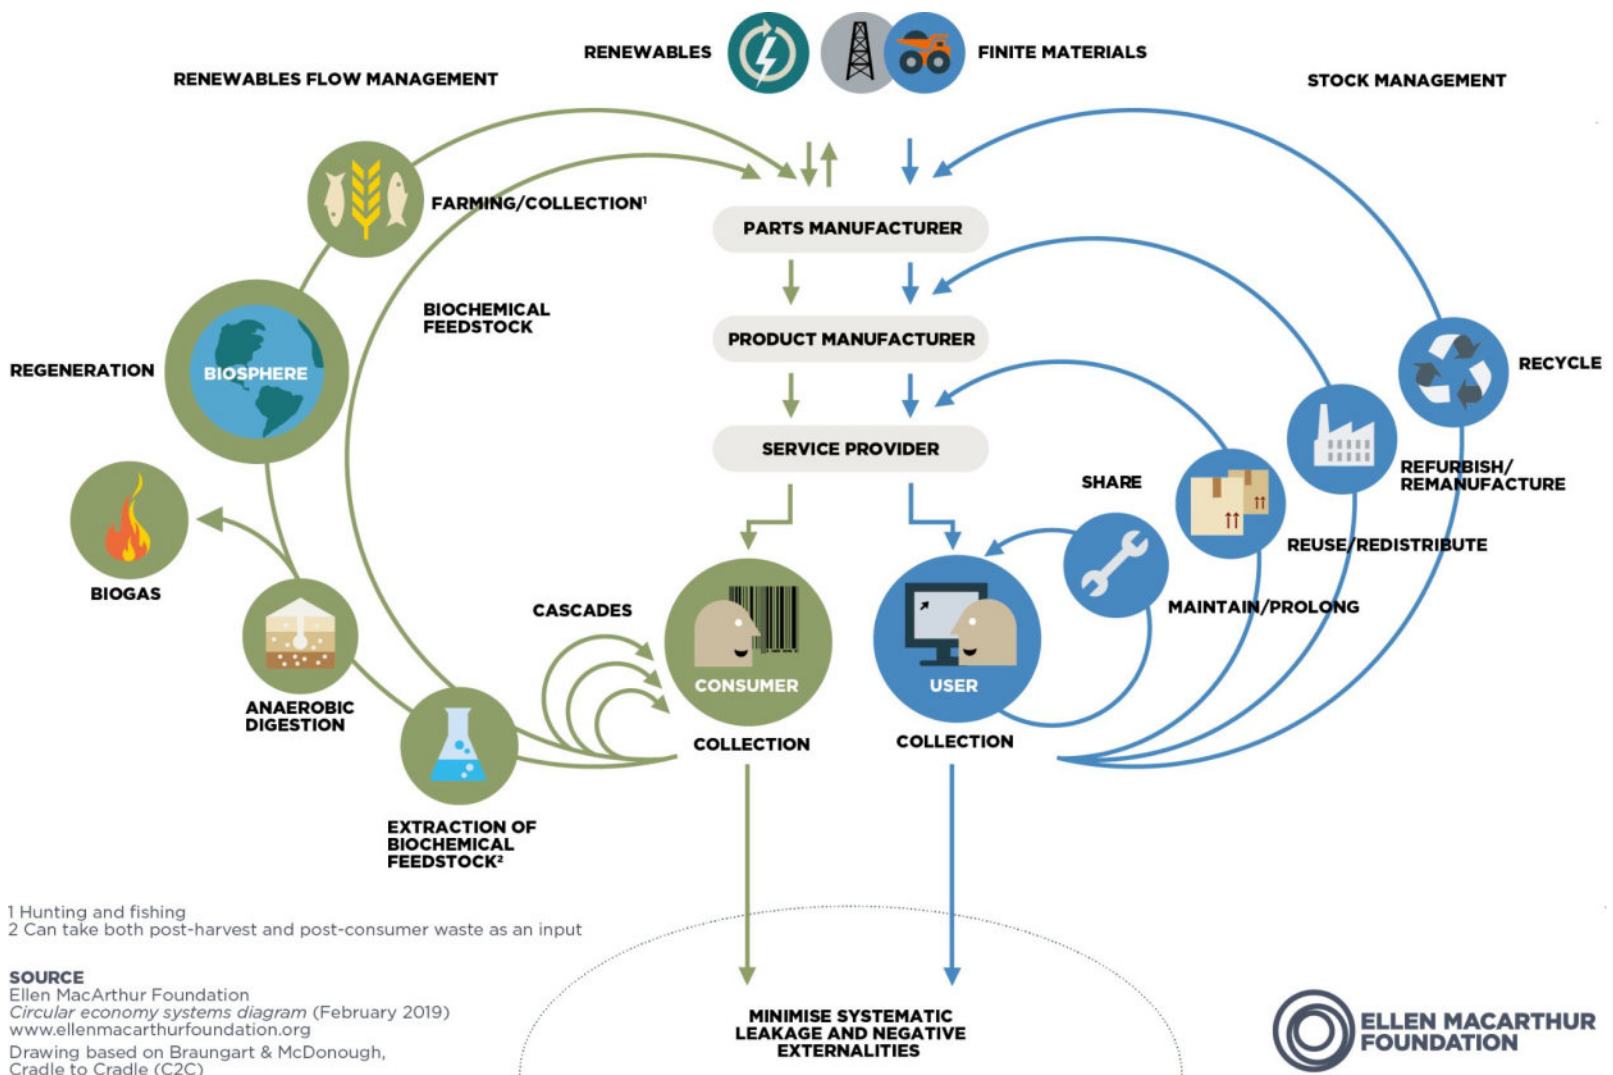 RENEWABLES
FINITE MATERIALS
RENEWABLES FLOW MANAGEMENT
STOCK MANAGEMENT
FARMING/COLLECTION¹
PARTS MANUFACTURER
BIOCHEMICAL
FEEDSTOCK
PRODUCT MANUFACTURER
REGENERATION
BIOSPHERE
RECYCLE
SERVICE PROVIDER
REFURBISH/
REMANUFACTURE
SHARE
REUSE/REDISTRIBUTE
BIOGAS
CASCADES
MAINTAIN/PROLONG
CONSUMER
USER
ANAEROBIC
DIGESTION
COLLECTION
COLLECTION
EXTRACTION OF
BIOCHEMICAL
FEEDSTOCK²
1 Hunting and fishing
2 Can take both post-harvest and post-consumer waste as an input
SOURCE
Ellen MacArthur Foundation
Circular economy systems diagram (February 2019)
www.ellenmacarthurfoundation.org
Drawing based on Braungart & McDonough,
Cradle to Cradle (C2C)
MINIMISE SYSTEMATIC
LEAKAGE AND NEGATIVE
EXTERNALITIES
ELLEN MACARTHUR
FOUNDATION